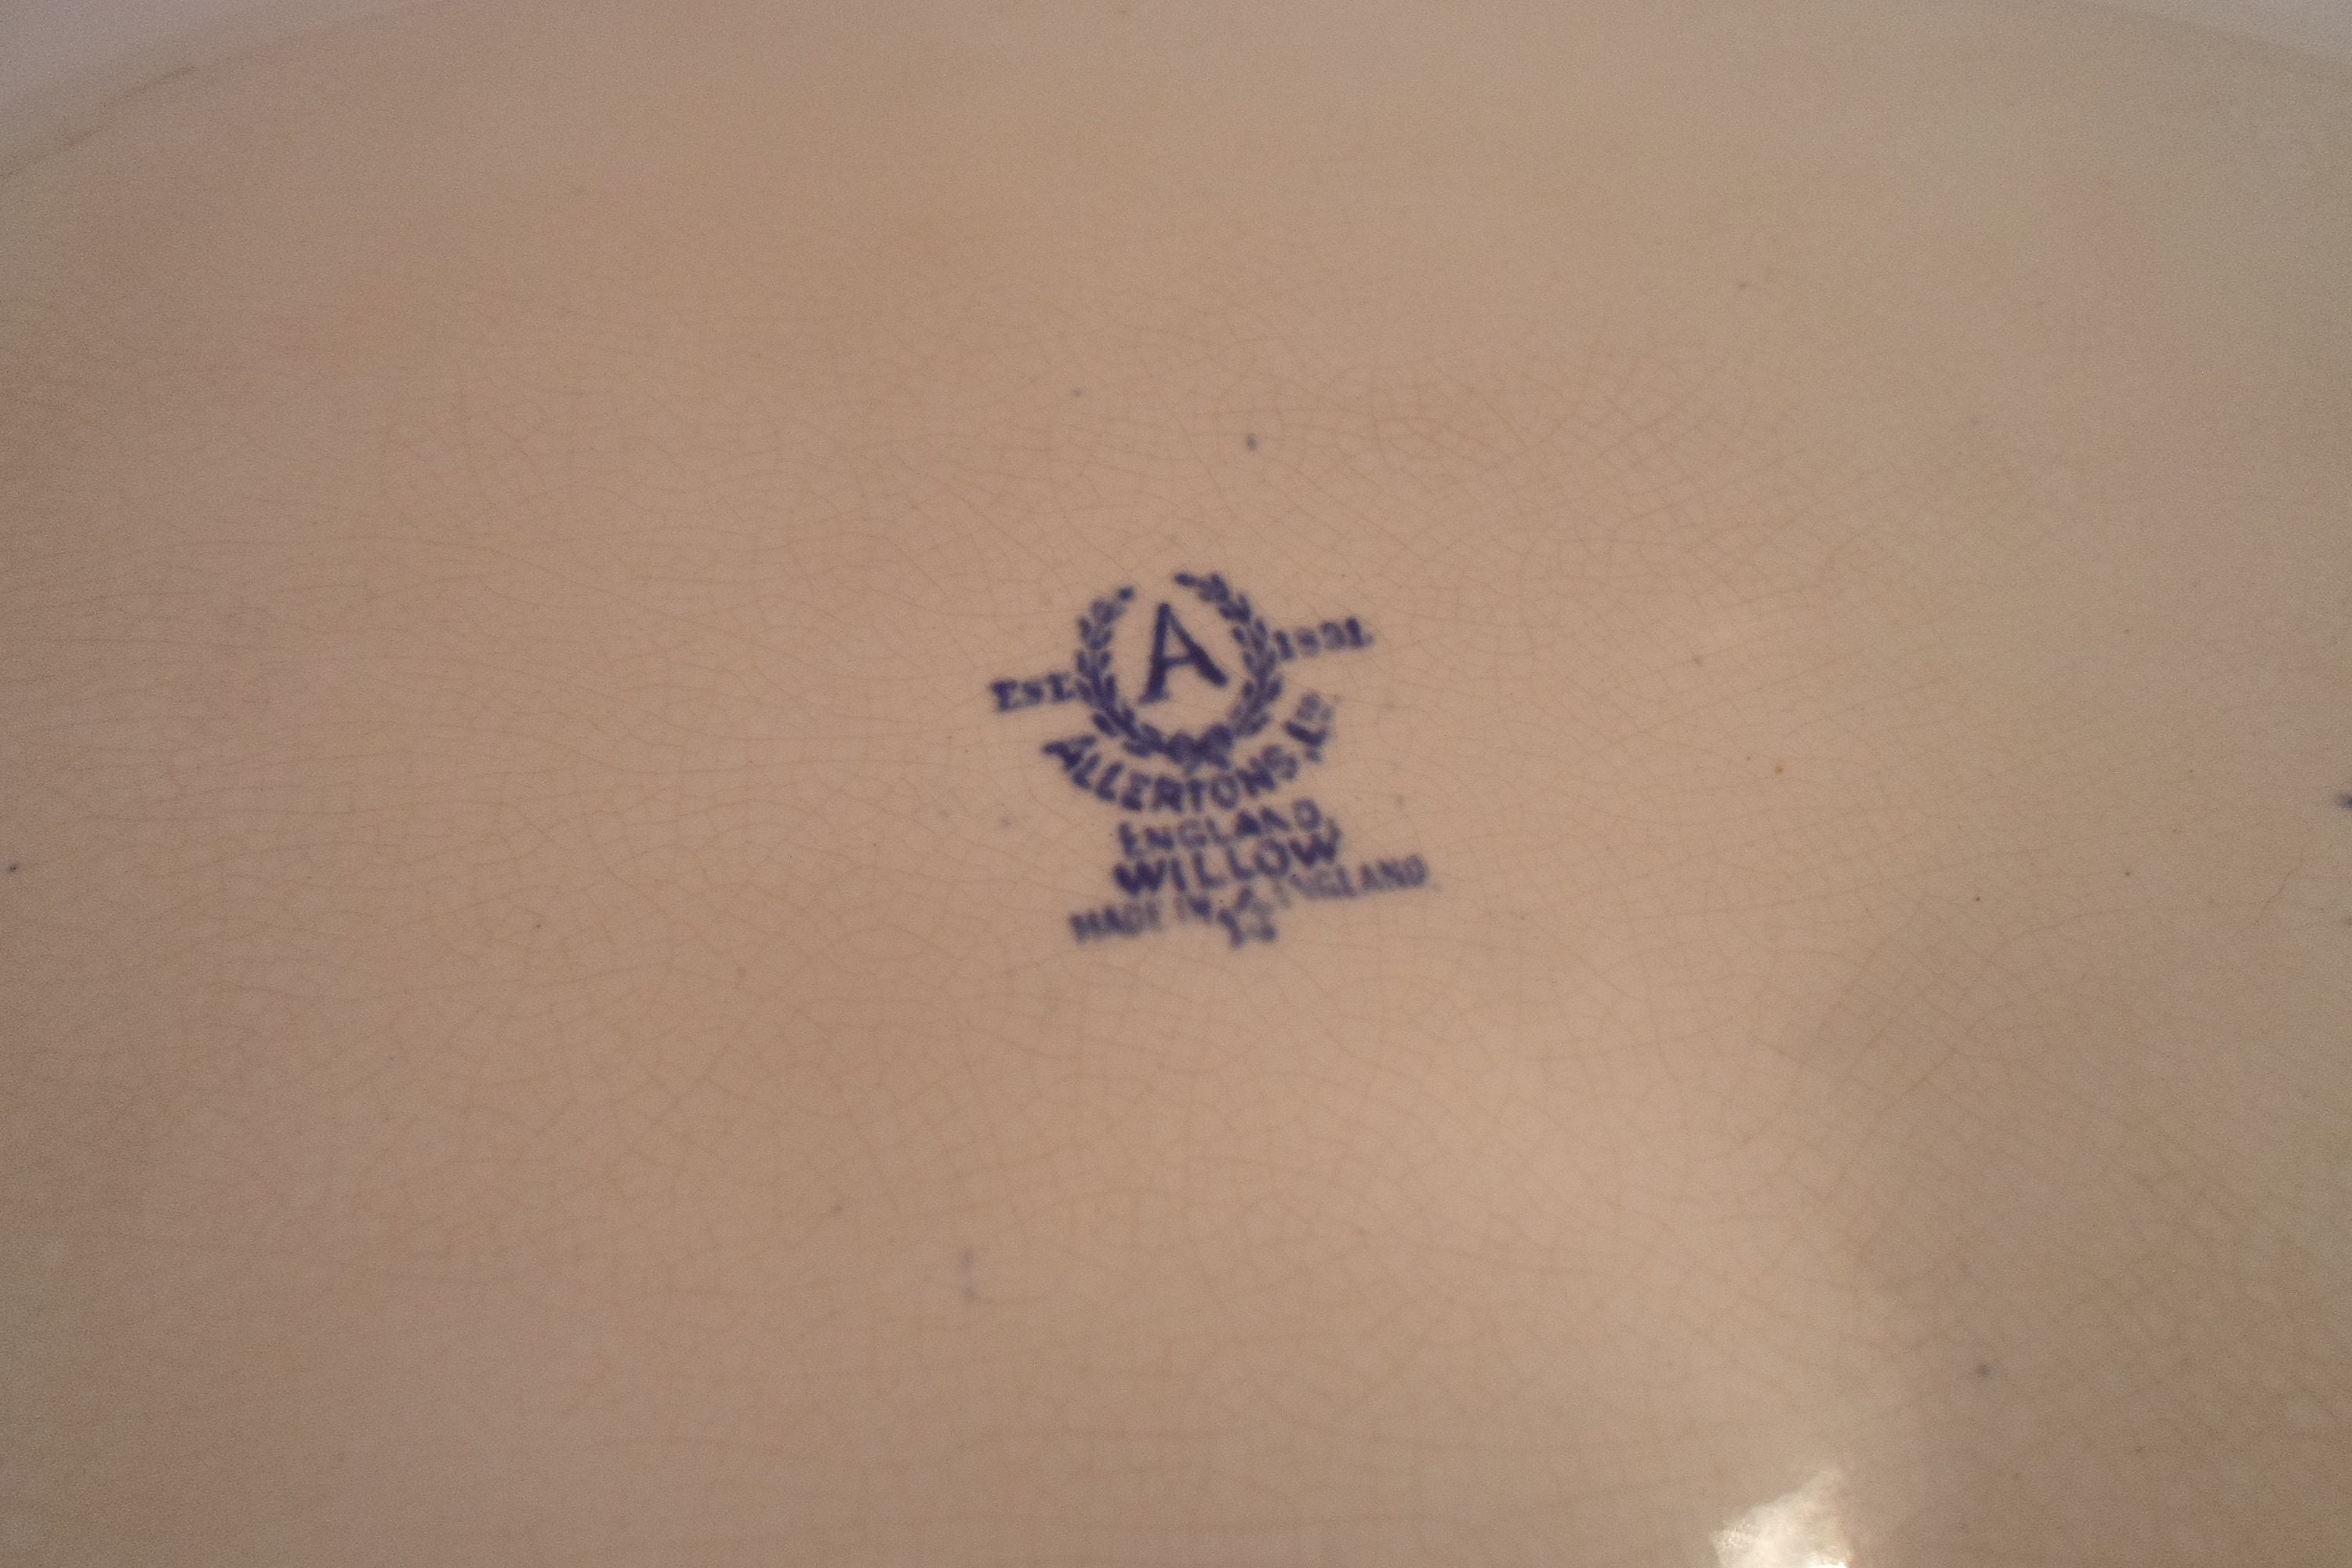 A
EST. 1831
ALLERTONS LTD
ENGLAND
WILLOW
MADE IN ENGLAND